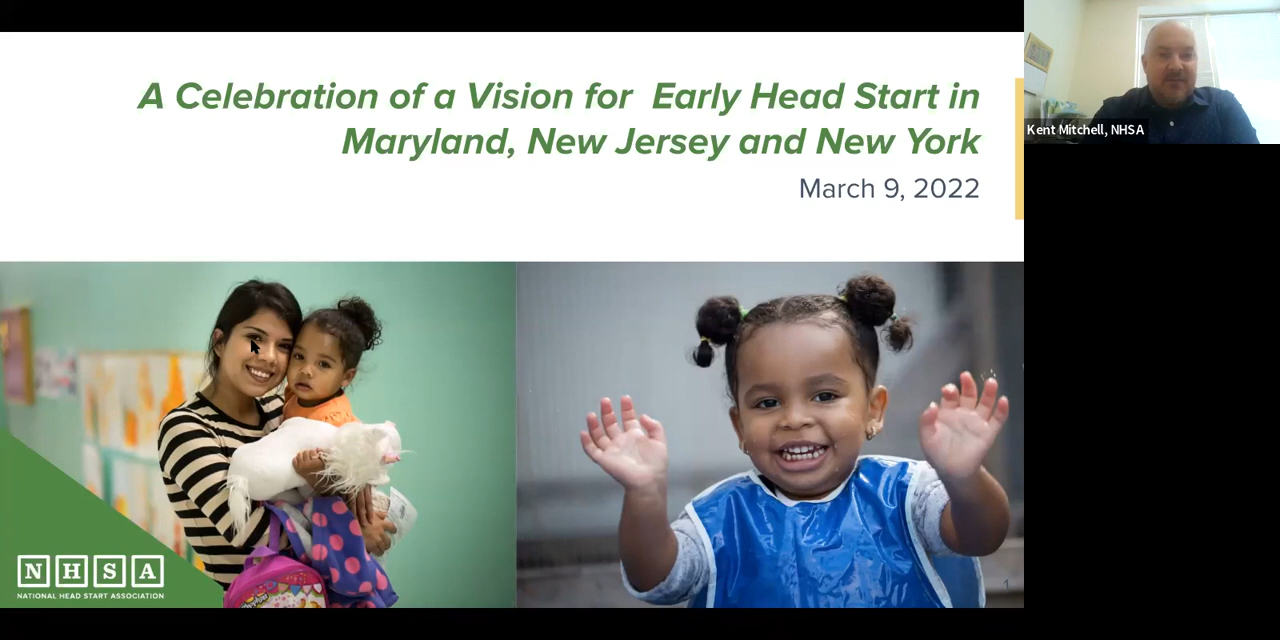 A Celebration of a Vision for Early Head Start in
Maryland, New Jersey and New York
March 9, 2022
Kent Mitchell, NHSA
NHSA
NATIONAL HEAD START ASSOCIATION
1